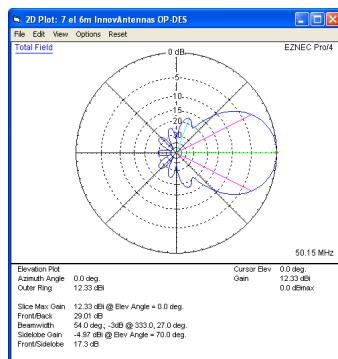 2D Plot: 7 el 6m InnovAntennas OP-DES
File Edit View Options Reset
Total Field
EZNEC Pro/4
0 dB
-5
-10
-15
-20
-30
50.15 MHz
Elevation Plot
Azimuth Angle 0.0 deg.
Outer Ring 12.33 dBi
Cursor Elev 0.0 deg.
Gain 12.33 dBi
0.0 dBmax
Slice Max Gain 12.33 dBi @ Elev Angle = 0.0 deg.
Front/Back 29.01 dB
Beamwidth 54.0 deg.; -3dB @ 333.0, 27.0 deg.
Sidelobe Gain -4.97 dBi @ Elev Angle = 70.0 deg.
Front/Sidelobe 17.3 dB